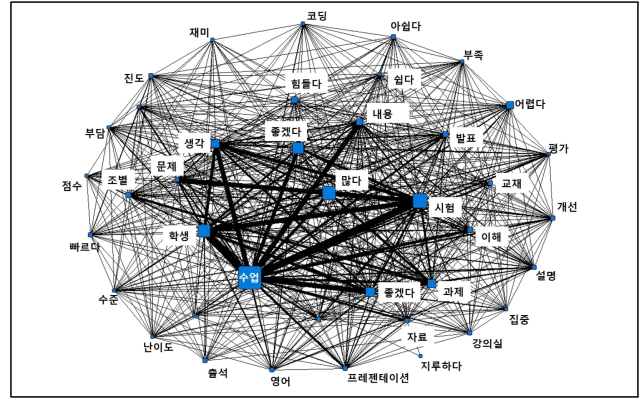 코딩
재미
아쉽다
부족
진도
힘들다
쉽다
어렵다
내용
부담
생각
좋겠다
발표
평가
문제
점수
조별
많다
교재
시험
개선
학생
이해
빠르다
수업
설명
좋겠다
과제
수준
집중
자료
강의실
난이도
지루하다
출석
영어
프레젠테이션